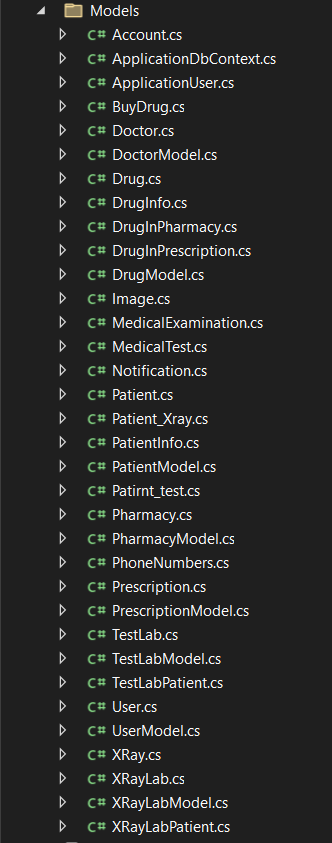 Models
C# Account.cs
C# ApplicationDbContext.cs
C# ApplicationUser.cs
C# BuyDrug.cs
C# Doctor.cs
C# DoctorModel.cs
C# Drug.cs
C# DrugInfo.cs
C# DrugInPharmacy.cs
C# DrugInPrescription.cs
C# DrugModel.cs
C# Image.cs
C# MedicalExamination.cs
C# MedicalTest.cs
C# Notification.cs
C# Patient.cs
C# Patient_Xray.cs
C# PatientInfo.cs
C# PatientModel.cs
C# Patirnt_test.cs
C# Pharmacy.cs
C# PharmacyModel.cs
C# PhoneNumbers.cs
C# Prescription.cs
C# PrescriptionModel.cs
C# TestLab.cs
C# TestLabModel.cs
C# TestLabPatient.cs
C# User.cs
C# UserModel.cs
C# XRay.cs
C# XRayLab.cs
C# XRayLabModel.cs
C# XRayLabPatient.cs